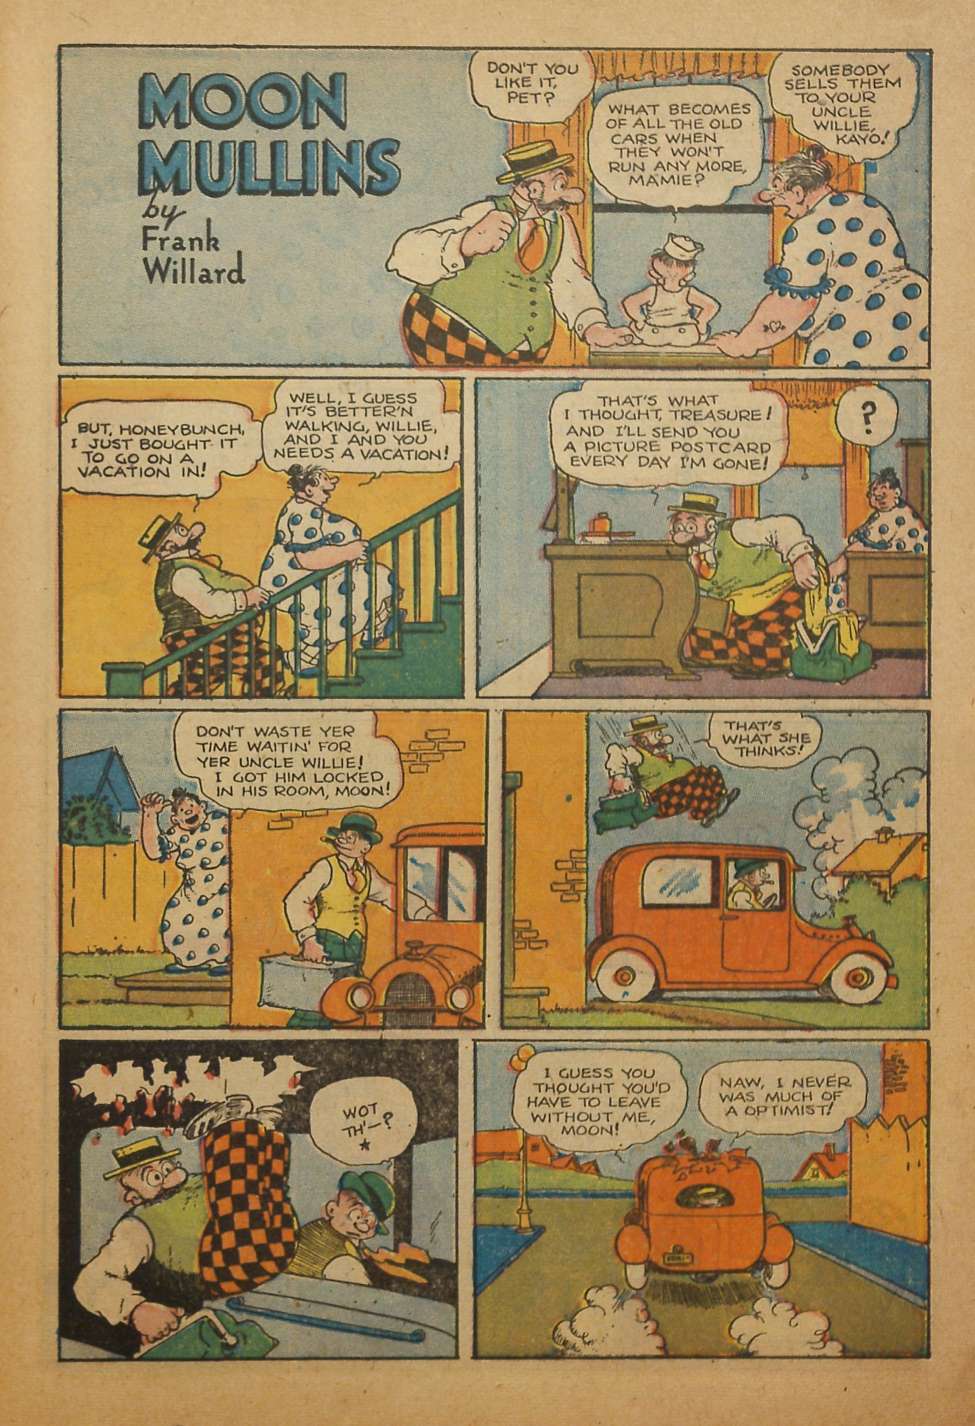 MOON
MULLINS
by
Frank
Willard
DON'T YOU
LIKE IT,
PET?
WHAT BECOMES
OF ALL THE OLD
CARS WHEN
THEY WON'T
RUN ANY MORE,
MAMIE?
SOMEBODY
SELLS THEM
TO YOUR
UNCLE
WILLIE,
KAYO!
BUT, HONEYBUNCH,
I JUST BOUGHT IT
TO GO ON A
VACATION IN!
WELL, I GUESS
IT'S BETTER'N
WALKING, WILLIE,
AND I AND YOU
NEEDS A VACATION!
THAT'S WHAT
I THOUGHT, TREASURE!
AND I'LL SEND YOU
A PICTURE POSTCARD
EVERY DAY I'M GONE!
?
DON'T WASTE YER
TIME WAITIN' FOR
YER UNCLE WILLIE!
I GOT HIM LOCKED
IN HIS ROOM, MOON!
THAT'S
WHAT SHE
THINKS!
WOT
TH'—?
I GUESS YOU
THOUGHT YOU'D
HAVE TO LEAVE
WITHOUT ME,
MOON!
NAW, I NEVER
WAS MUCH OF
A OPTIMIST!